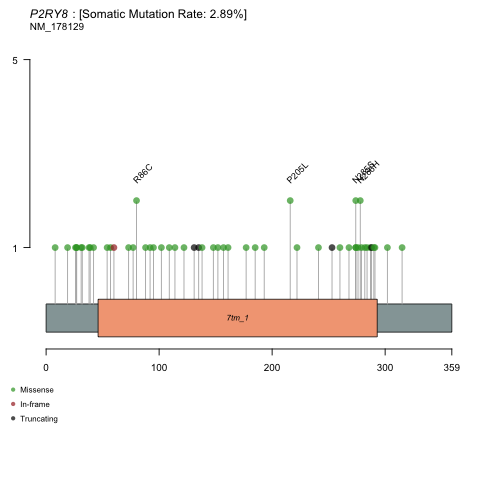 P2RY8 : [Somatic Mutation Rate: 2.89%]
NM_178129
5
R86C
P205L
1
7tm_1
0
100
200
300
359
Missense
In-frame
Truncating